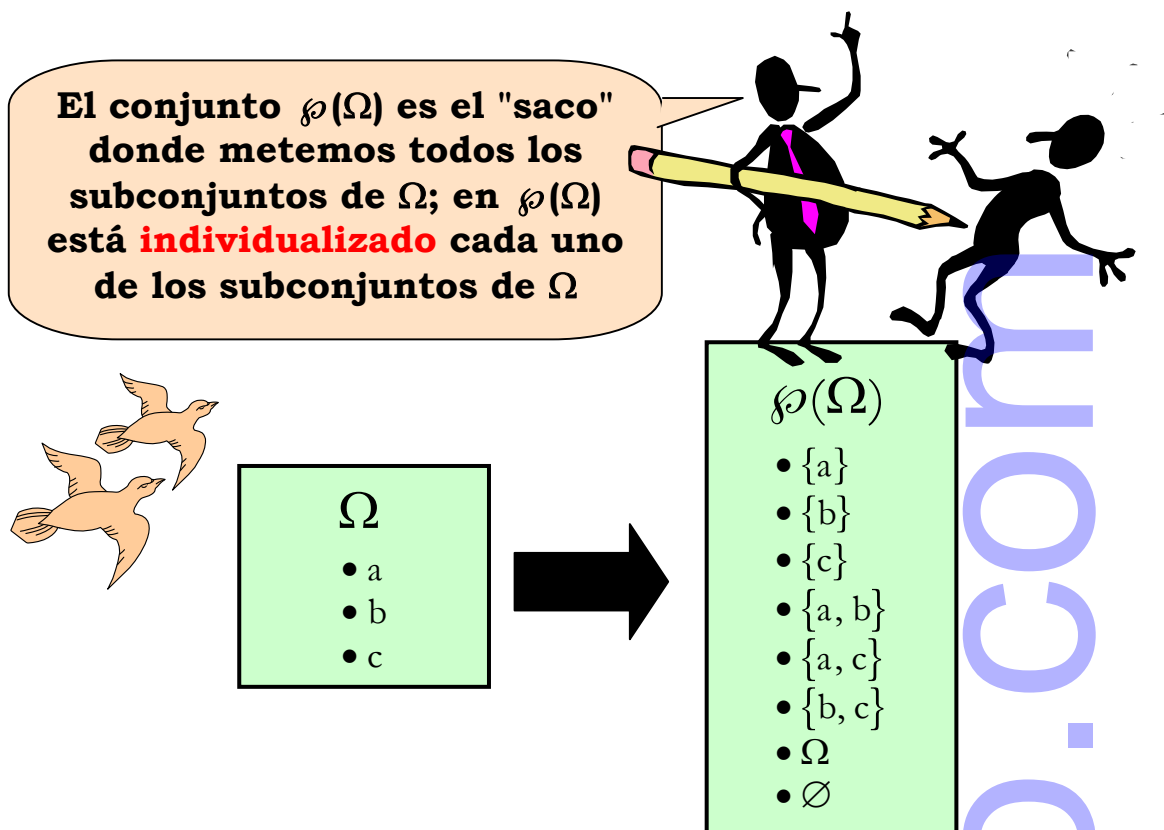 El conjunto ℘(Ω) es el "saco"
donde metemos todos los
subconjuntos de Ω; en ℘(Ω)
está individualizado cada uno
de los subconjuntos de Ω
Ω
• a
• b
• c
℘(Ω)
• {a}
• {b}
• {c}
• {a, b}
• {a, c}
• {b, c}
• Ω
• ∅
.com